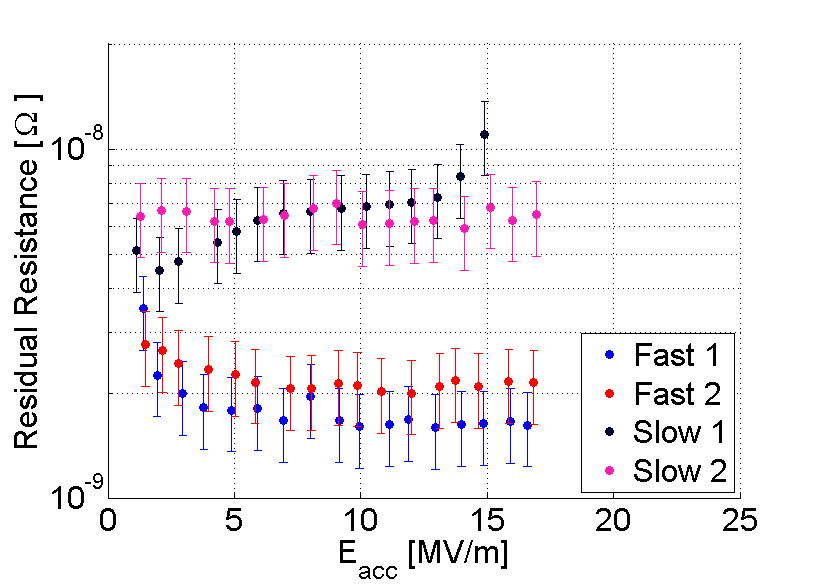 Residual Resistance [ Ω ]
10^-8
10^-9
0 5 10 15 20 25
E_acc [MV/m]
Fast 1
Fast 2
Slow 1
Slow 2